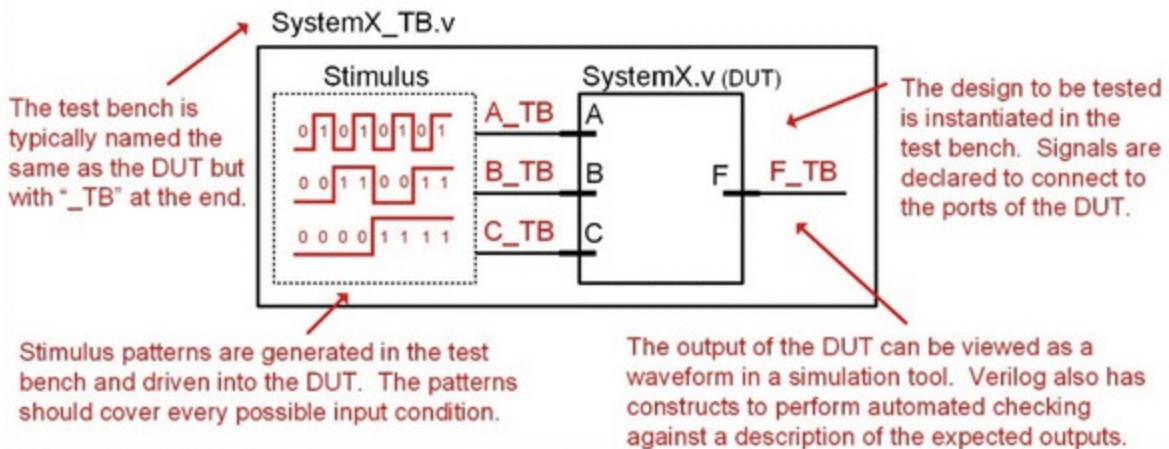 SystemX_TB.v
The test bench is
typically named the
same as the DUT but
with “_TB” at the end.
Stimulus
0 1 0 1 0 1 0 1
0 0 1 1 0 0 1 1
0 0 0 0 1 1 1 1
A_TB
B_TB
C_TB
SystemX.v (DUT)
A
B
C
F
F_TB
The design to be tested
is instantiated in the
test bench. Signals are
declared to connect to
the ports of the DUT.
Stimulus patterns are generated in the test
bench and driven into the DUT. The patterns
should cover every possible input condition.
The output of the DUT can be viewed as a
waveform in a simulation tool. Verilog also has
constructs to perform automated checking
against a description of the expected outputs.